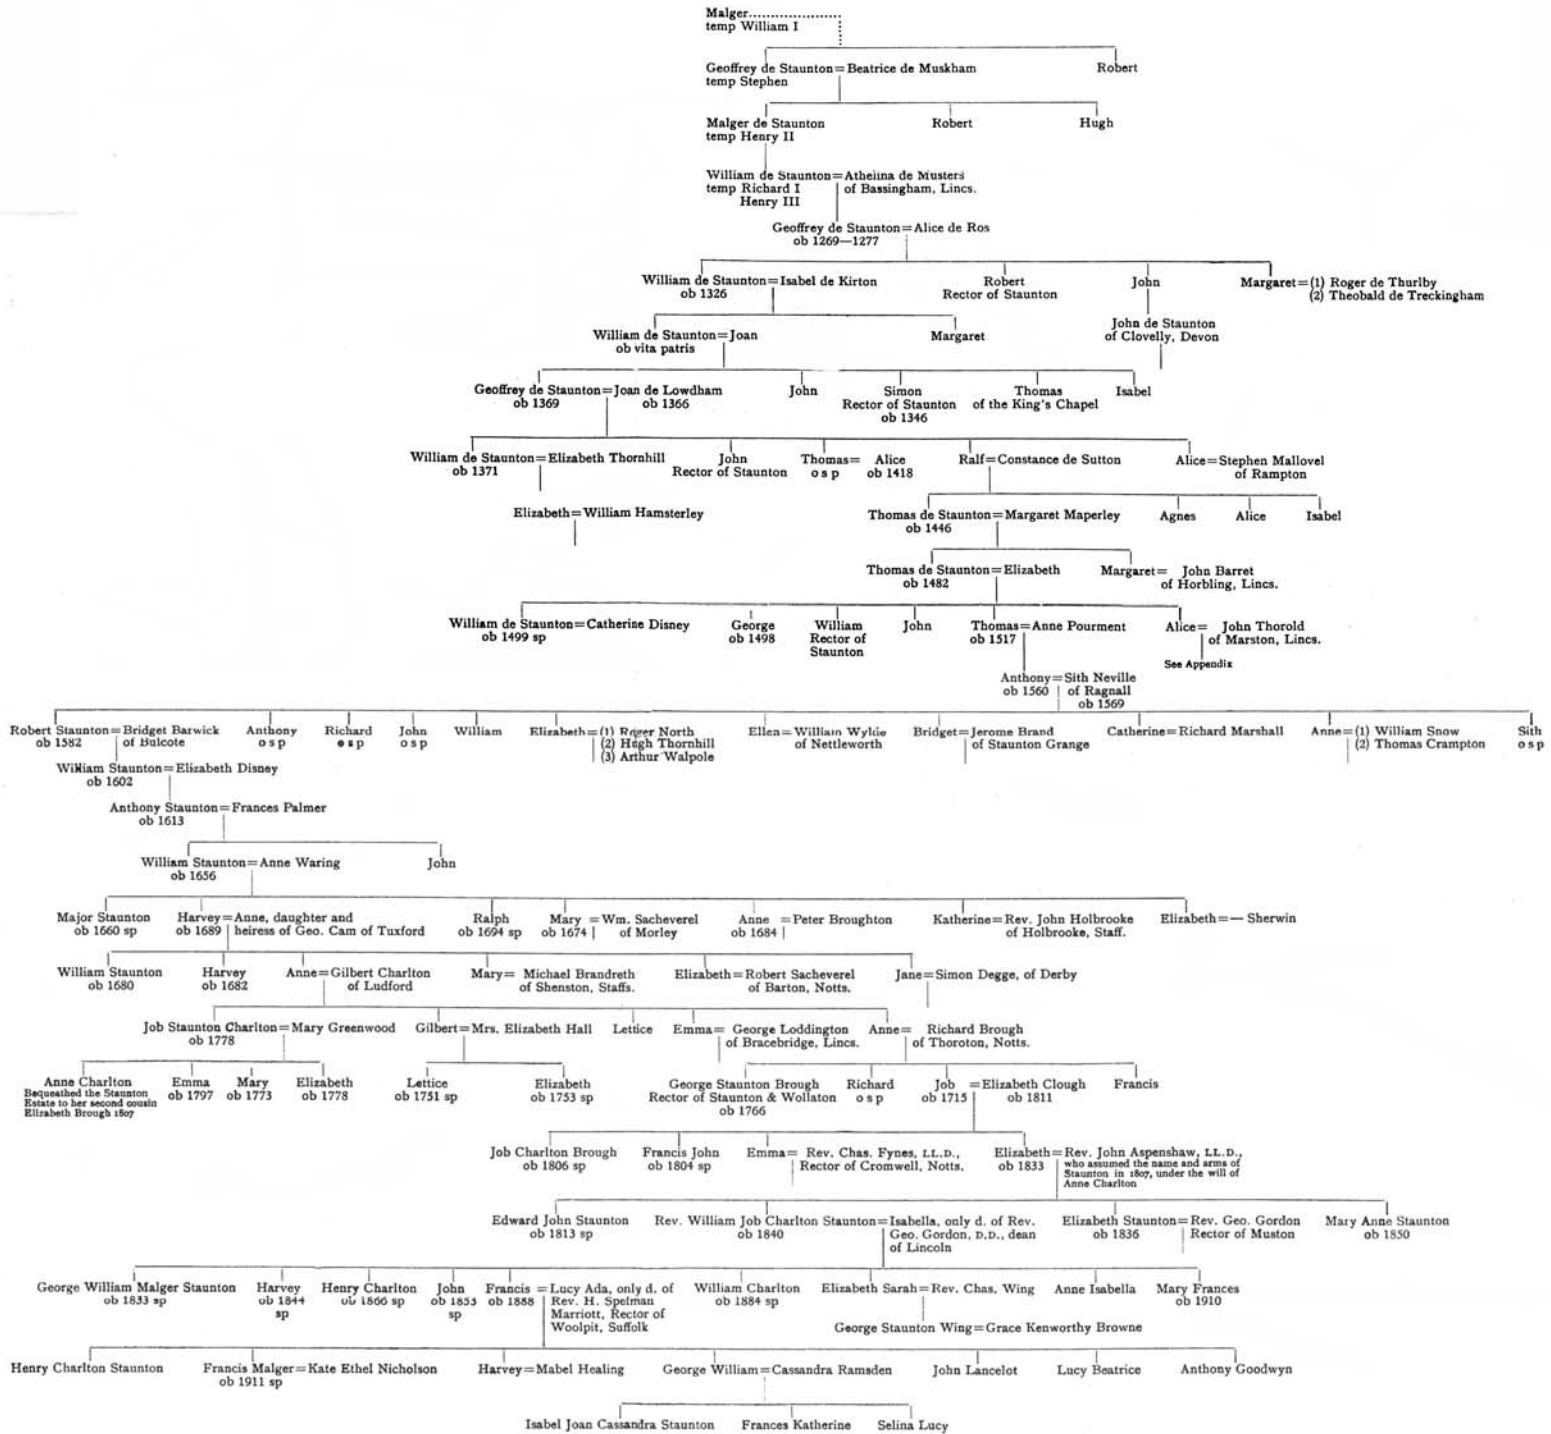 Malger....................
temp William I
Geoffrey de Staunton=Beatrice de Muskham Robert
temp Stephen
Malger de Staunton Robert Hugh
temp Henry II
William de Staunton=Athelina de Musters
temp Richard I of Bassingham, Lincs.
Henry III
Geoffrey de Staunton=Alice de Ros
ob 1269—1277
William de Staunton=Isabel de Kirton Robert John Margaret=(1) Roger de Thurlby
ob 1326 Rector of Staunton (2) Theobald de Treckingham
William de Staunton=Joan Margaret John de Staunton
ob vita patris of Clovelly, Devon
Geoffrey de Staunton=Joan de Lowdham John Simon Thomas Isabel
ob 1369 ob 1366 Rector of Staunton of the King's Chapel
ob 1346
William de Staunton=Elizabeth Thornhill John Thomas= Alice Ralf=Constance de Sutton Alice=Stephen Mallovel
ob 1371 Rector of Staunton o s p ob 1418 of Rampton
Elizabeth=William Hamsterley Thomas de Staunton=Margaret Maperley Agnes Alice Isabel
ob 1446
Thomas de Staunton=Elizabeth Margaret= John Barret
ob 1482 of Horbling, Lincs.
William de Staunton=Catherine Disney George William John Thomas=Anne Pourment Alice= John Thorold
ob 1499 sp ob 1498 Rector of ob 1517 of Marston, Lincs.
Staunton
See Appendix
Anthony=Sith Neville
ob 1560 of Ragnall
ob 1569
Robert Staunton=Bridget Barwick Anthony Richard John William Elizabeth=(1) Roger North Ellen=William Wylde Bridget=Jerome Brand Catherine=Richard Marshall Anne=(1) William Snow Sith
ob 1582 of Bulcote o s p o s p o s p (2) Hugh Thornhill of Nettleworth of Staunton Grange (2) Thomas Crampton o s p
(3) Arthur Walpole
William Staunton=Elizabeth Disney
ob 1602
Anthony Staunton=Frances Palmer
ob 1613
William Staunton=Anne Waring John
ob 1656
Major Staunton Harvey=Anne, daughter and Ralph Mary = Wm. Sacheverel Anne = Peter Broughton Katherine=Rev. John Holbrooke Elizabeth=— Sherwin
ob 1660 sp ob 1689 heiress of Geo. Cam of Tuxford ob 1694 sp ob 1674 of Morley ob 1684 of Holbrooke, Staff.
William Staunton Harvey Anne=Gilbert Charlton Mary= Michael Brandreth Elizabeth=Robert Sacheverel Jane=Simon Degge, of Derby
ob 1680 ob 1682 of Ludford of Shenston, Staffs. of Barton, Notts.
Job Staunton Charlton=Mary Greenwood Gilbert=Mrs. Elizabeth Hall Lettice Emma= George Loddington Anne= Richard Brough
ob 1778 of Bracebridge, Lincs. of Thoroton, Notts.
Anne Charlton Emma Mary Elizabeth Lettice Elizabeth George Staunton Brough Richard Job =Elizabeth Clough Francis
Bequeathed the Staunton ob 1797 ob 1773 ob 1778 ob 1751 sp ob 1753 sp Rector of Staunton & Wollaton o s p ob 1715 ob 1811
Estate to her second cousin ob 1766
Elizabeth Brough 1807
Job Charlton Brough Francis John Emma= Rev. Chas. Fynes, LL.D., Elizabeth=Rev. John Aspenshaw, LL.D.,
ob 1806 sp ob 1804 sp Rector of Cromwell, Notts. ob 1833 who assumed the name and arms of
Staunton in 1807, under the will of
Anne Charlton
Edward John Staunton Rev. William Job Charlton Staunton=Isabella, only d. of Rev. Elizabeth Staunton=Rev. Geo. Gordon Mary Anne Staunton
ob 1813 sp ob 1840 Geo. Gordon, D.D., dean ob 1836 Rector of Muston ob 1850
of Lincoln
George William Malger Staunton Harvey Henry Charlton John Francis =Lucy Ada, only d. of William Charlton Elizabeth Sarah=Rev. Chas. Wing Anne Isabella Mary Frances
ob 1833 sp ob 1844 ob 1866 sp ob 1853 ob 1888 Rev. H. Spelman ob 1884 sp ob 1910
sp sp Marriott, Rector of
Woolpit, Suffolk George Staunton Wing=Grace Kenworthy Browne
Henry Charlton Staunton Francis Malger=Kate Ethel Nicholson Harvey=Mabel Healing George William=Cassandra Ramsden John Lancelot Lucy Beatrice Anthony Goodwyn
ob 1911 sp
Isabel Joan Cassandra Staunton Frances Katherine Selina Lucy